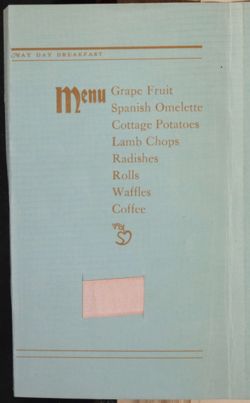 MAY DAY BREAKFAST
Menu
Grape Fruit
Spanish Omelette
Cottage Potatoes
Lamb Chops
Radishes
Rolls
Waffles
Coffee